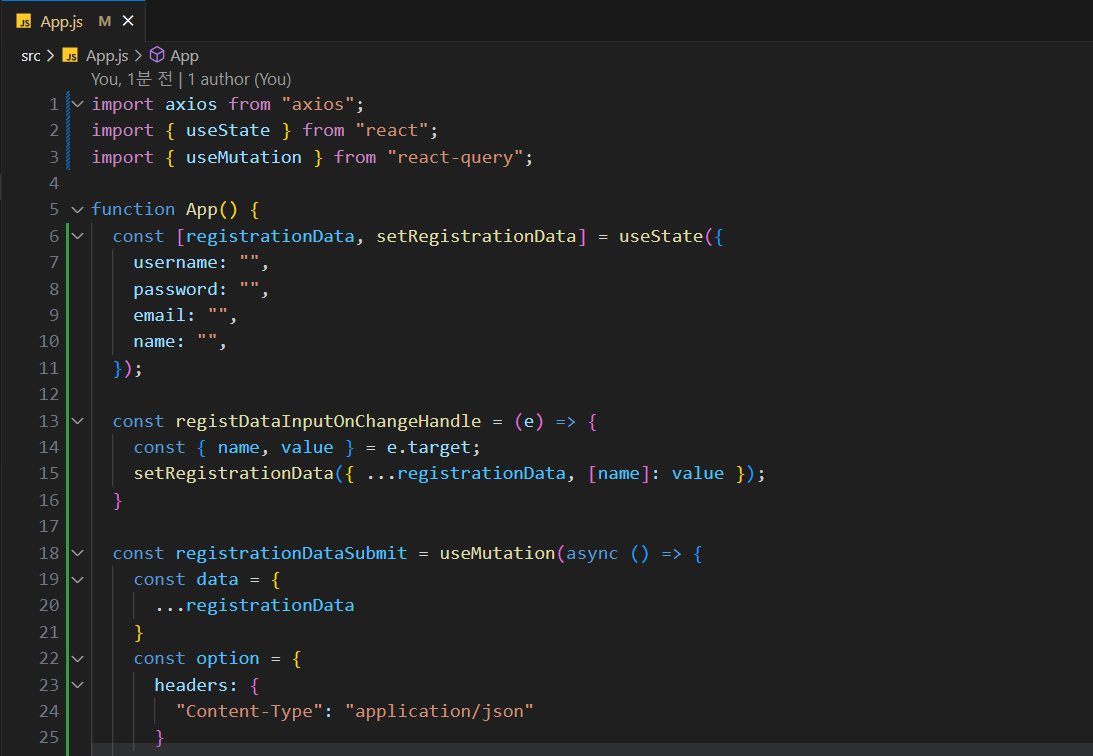 JS App.js M ×
src > JS App.js > App
You, 1분 전 | 1 author (You)
1 import axios from "axios";
2 import { useState } from "react";
3 import { useMutation } from "react-query";
4
5 function App() {
6 const [registrationData, setRegistrationData] = useState({
7 username: "",
8 password: "",
9 email: "",
10 name: "",
11 });
12
13 const registDataInputOnChangeHandle = (e) => {
14 const { name, value } = e.target;
15 setRegistrationData({ ...registrationData, [name]: value });
16 }
17
18 const registrationDataSubmit = useMutation(async () => {
19 const data = {
20 ...registrationData
21 }
22 const option = {
23 headers: {
24 "Content-Type": "application/json"
25 }